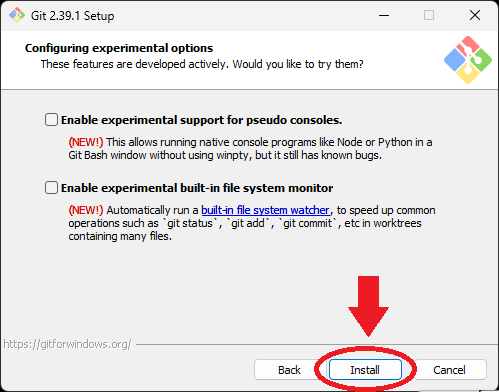 Git 2.39.1 Setup
Configuring experimental options
These features are developed actively. Would you like to try them?
Enable experimental support for pseudo consoles.
(NEW!) This allows running native console programs like Node or Python in a
Git Bash window without using winpty, but it still has known bugs.
Enable experimental built-in file system monitor
(NEW!) Automatically run a built-in file system watcher, to speed up common
operations such as `git status`, `git add`, `git commit`, etc in worktrees
containing many files.
https://gitforwindows.org/
Back Install Cancel